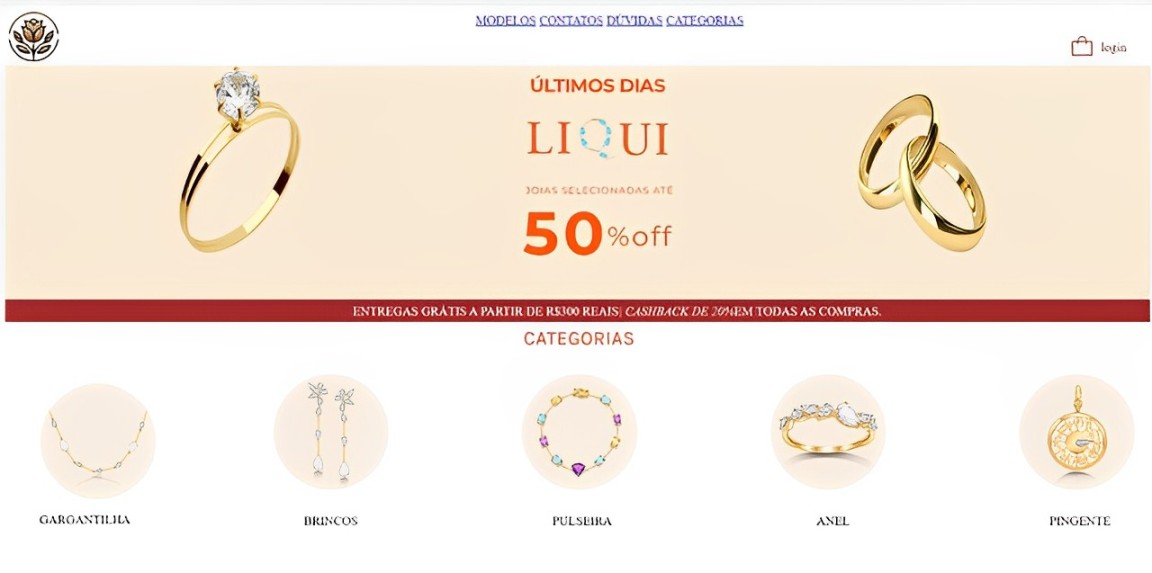 MODELOS CONTATOS DÚVIDAS CATEGORIAS
login
ÚLTIMOS DIAS
LIQUI
JOIAS SELECIONADAS ATÉ
50%off
ENTREGAS GRÁTIS A PARTIR DE R$300 REAIS| CASHBACK DE 20%EM TODAS AS COMPRAS.
CATEGORIAS
GARGANTILHA BRINCOS PULSEIRA ANEL PINGENTE